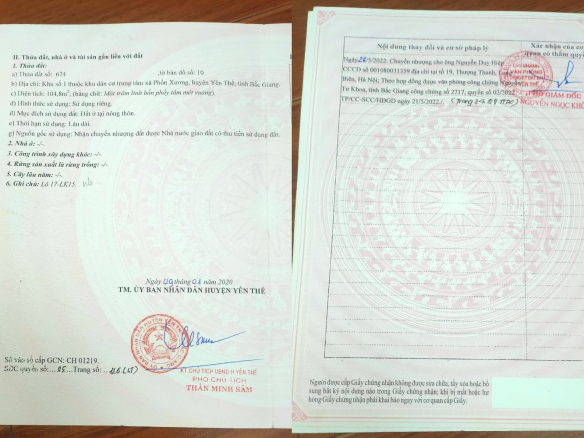 II. Thửa đất, nhà ở và tài sản gắn liền với đất
1. Thửa đất:
a) Thửa đất số: 674 ,tờ bản đồ số: 10
b) Địa chỉ: Khu số 1 thuộc khu dân cư trung tâm xã Phồn Xương, huyện Yên Thế, tỉnh Bắc Giang.
c) Diện tích: 104,8m², (bằng chữ: Một trăm linh bốn phẩy tám mét vuông).
d) Hình thức sử dụng: Sử dụng riêng.
đ) Mục đích sử dụng đất: Đất ở tại nông thôn.
e) Thời hạn sử dụng: Lâu dài.
g) Nguồn gốc sử dụng: Nhận chuyển nhượng đất được Nhà nước giao đất có thu tiền sử dụng đất.
2. Nhà ở: -/-.
3. Công trình xây dựng khác: -/-.
4. Rừng sản xuất là rừng trồng: -/-.
5. Cây lâu năm: -/-.
6. Ghi chú: Lô 17-LK15.
Ngày 09 tháng 01 năm 2020
TM. ỦY BAN NHÂN DÂN HUYỆN YÊN THẾ
KT CHỦ TỊCH UBND H.YÊN THẾ
PHÓ CHỦ TỊCH
THÂN MINH SÂM
Số vào sổ cấp GCN: CH 01219.
Nội dung thay đổi và cơ sở pháp lý
Xác nhận của cơ
quan có thẩm quyền
/5/2022. Chuyển nhượng cho ông Nguyễn Duy Hiệp
CCCD số 001080031359 địa chỉ tại tổ 19, Thượng Thanh, Long
Biên, Hà Nội; Theo hợp đồng được văn phòng công chứng
Tư Khoa, tỉnh Bắc Giang công chứng số 2717, quyển số 02/2022
TP/CC-SCC/HĐGD ngày 21/5/2022./.
PHÓ GIÁM ĐỐC
NGUYỄN NGỌC
Người được cấp Giấy chứng nhận không được sửa chữa, tẩy xóa hoặc bổ
sung bất kỳ nội dung nào trong Giấy chứng nhận; khi bị mất hoặc hư
hỏng Giấy chứng nhận phải khai báo ngay với cơ quan cấp Giấy.